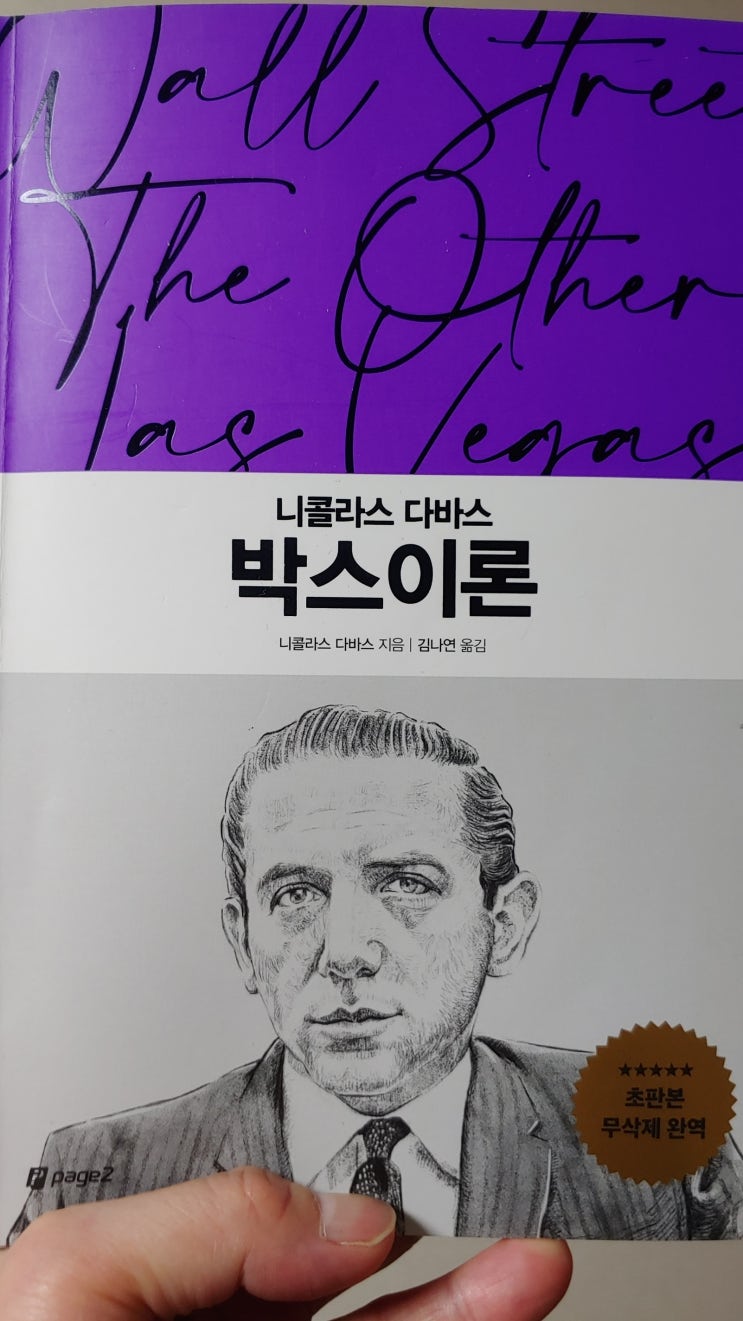 Wall Stree
The Other
Las Vegas
니콜라스 다바스
박스이론
니콜라스 다바스 지음 | 김나연 옮김
★★★★★
초판본
무삭제 완역
page2